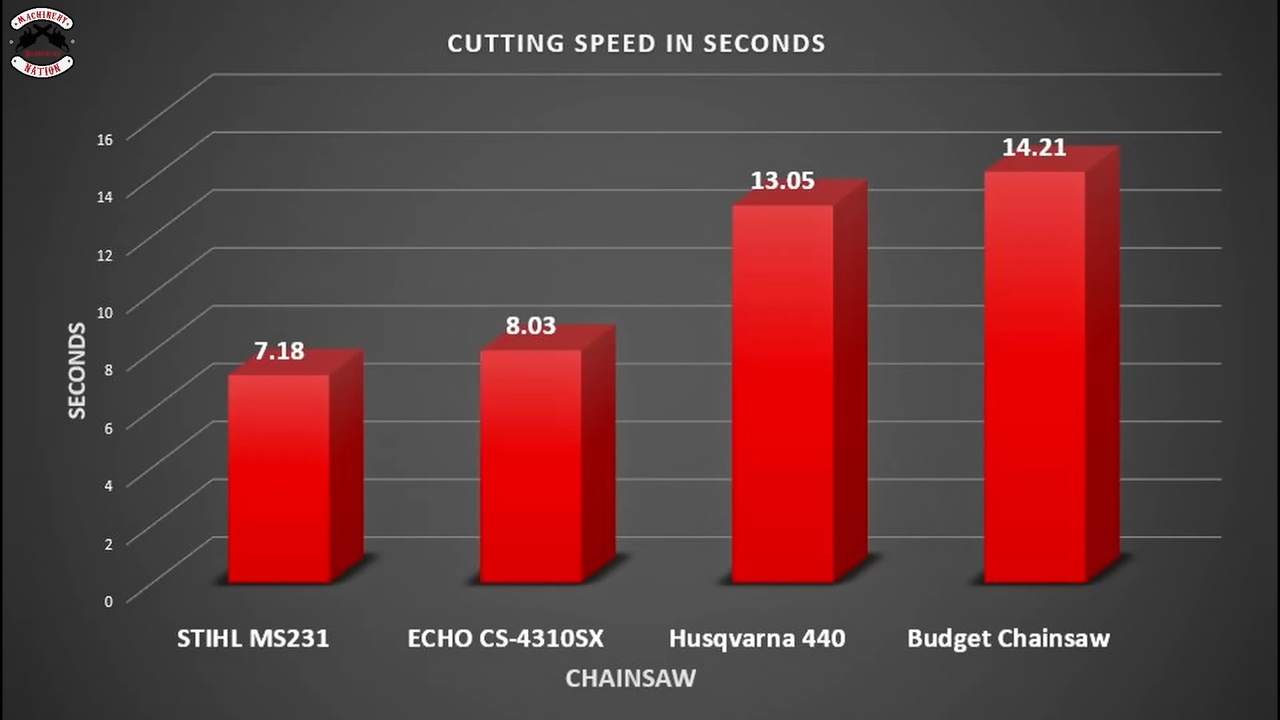 MACHINERY
NATION
CUTTING SPEED IN SECONDS
16
14
12
10
8
6
4
2
0
SECONDS
7.18
8.03
13.05
14.21
STIHL MS231 ECHO CS-4310SX Husqvarna 440 Budget Chainsaw
CHAINSAW